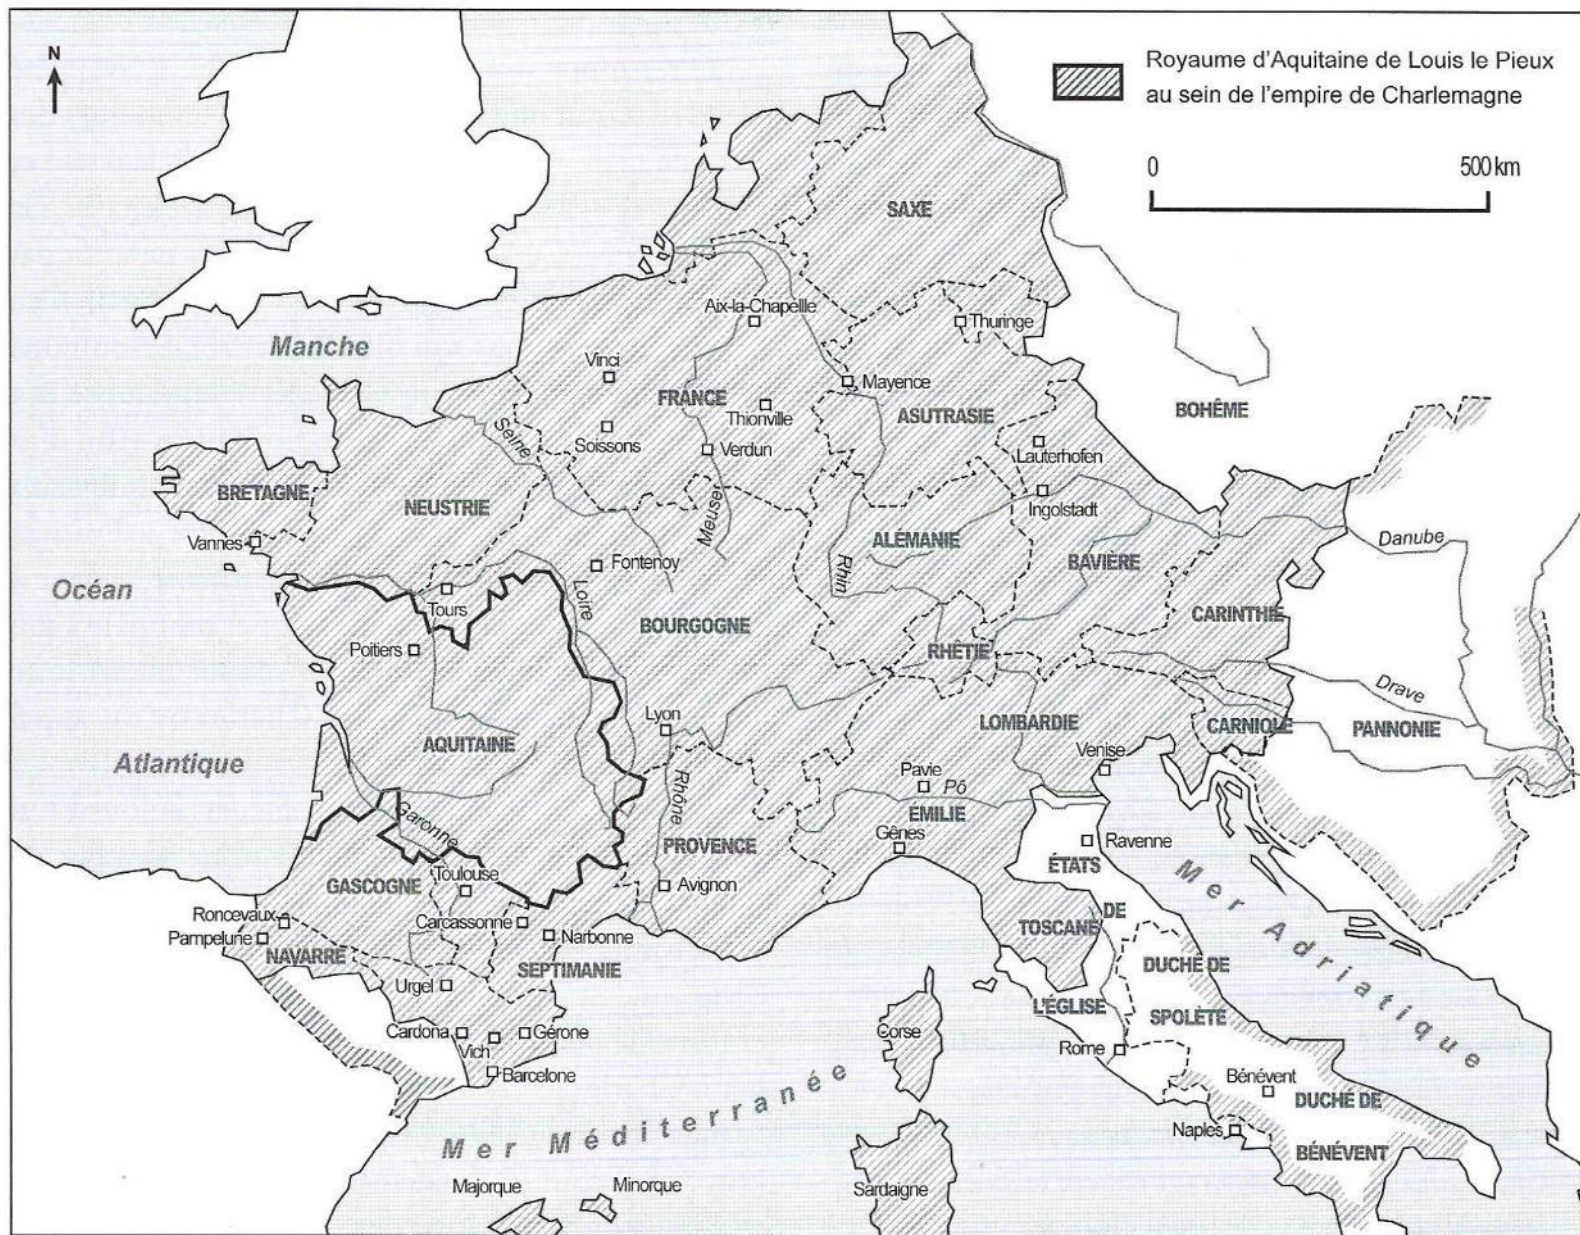 N
Royaume d'Aquitaine de Louis le Pieux
au sein de l'empire de Charlemagne
0 500 km
SAXE
Aix-la-Chapellle
Thuringe
Manche
Vinci
Mayence
FRANCE
Thionville
ASUTRASIE
BOHÊME
Seine
Soissons
Verdun
Lauterhofen
BRETAGNE
NEUSTRIE
Meuse
Ingolstadt
Vannes
ALÉMANIE
Danube
Fontenoy
Rhin
BAVIÈRE
Océan
Tours
Loire
CARINTHIE
BOURGOGNE
Poitiers
RHÊTIE
Drave
Lyon
LOMBARDIE
CARNIOLE
PANNONIE
AQUITAINE
Venise
Atlantique
Rhône
Pavie
Pô
Garonne
EMILIE
Gênes
Ravenne
PROVENCE
ÉTATS
Toulouse
GASCOGNE
Avignon
Mer Adriatique
Roncevaux
Carcassonne
DE
TOSCANE
Pampelune
Narbonne
NAVARRE
SEPTIMANIE
DUCHÉ DE
Urgel
L'ÉGLISE
SPOLÈTE
Cardona
Gérone
Corse
Vich
Rome
Barcelone
Bénévent
DUCHÉ DE
Mer Méditerranée
Naples
BÉNÉVENT
Majorque
Minorque
Sardaigne